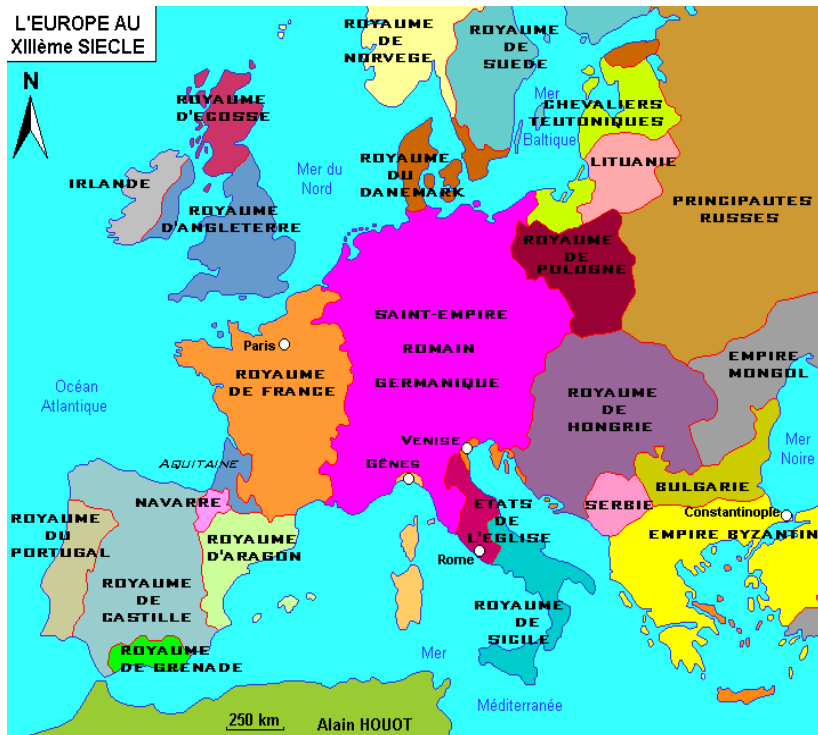 L'EUROPE AU
XIIIème SIECLE
N
ROYAUME
DE
NORVEGE
ROYAUME
DE
SUEDE
ROYAUME
D'ECOSSE
Mer
Baltique
CHEVALIERS
TEUTONIQUES
Mer du
Nord
ROYAUME
DU
DANEMARK
LITUANIE
IRLANDE
ROYAUME
D'ANGLETERRE
PRINCIPAUTES
RUSSES
ROYAUME
DE
POLOGNE
SAINT-EMPIRE
ROMAIN
GERMANIQUE
Paris
ROYAUME
DE FRANCE
EMPIRE
MONGOL
Océan
Atlantique
ROYAUME
DE
HONGRIE
Mer
Noire
VENISE
AQUITAINE
GÊNES
BULGARIE
NAVARRE
ETATS
DE
L'EGLISE
SERBIE
Constantinople
ROYAUME
DU
PORTUGAL
ROYAUME
D'ARAGON
EMPIRE BYZANTIN
Rome
ROYAUME
DE
CASTILLE
ROYAUME
DE
SICILE
ROYAUME
DE GRENADE
Mer
Méditerranée
250 km
Alain HOUOT